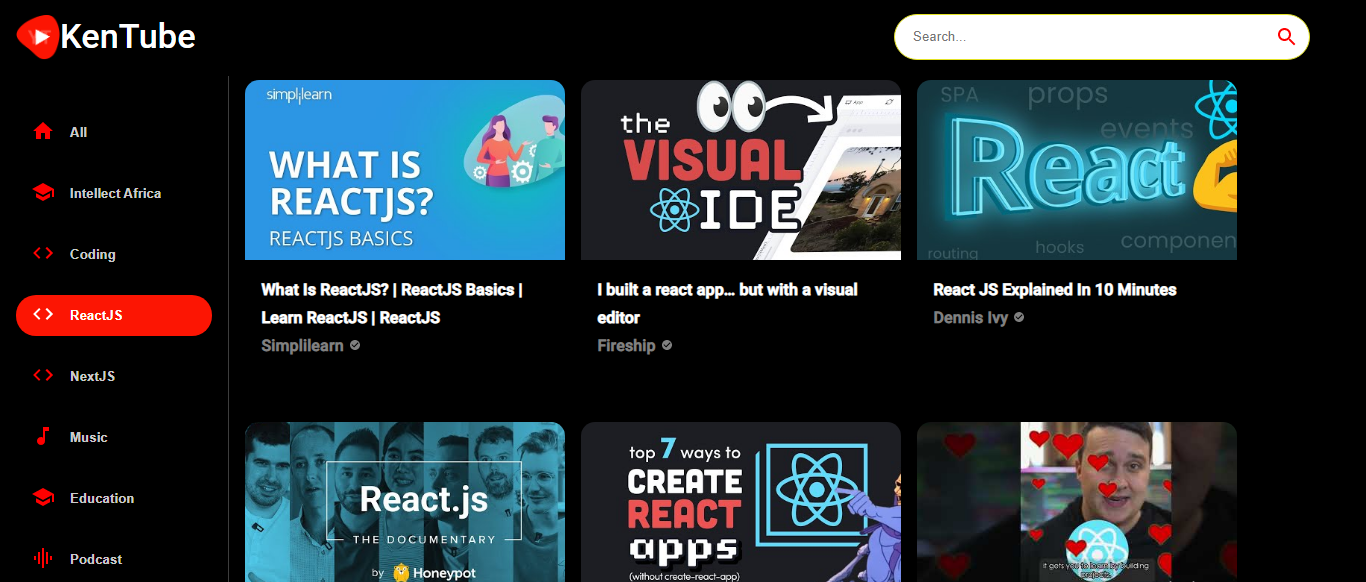 KenTube
Search...
All
Intellect Africa
Coding
ReactJS
NextJS
Music
Education
Podcast
simplilearn
WHAT IS
REACTJS?
REACTJS BASICS
What Is ReactJS? | ReactJS Basics |
Learn ReactJS | ReactJS
Simplilearn
the
VISUAL
IDE
App
I built a react app... but with a visual
editor
Fireship
SPA
props
events
React
routing
hooks
componen
React JS Explained In 10 Minutes
Dennis Ivy
React.js
THE DOCUMENTARY
by Honeypot
top 7 ways to
CREATE
REACT
apps
(without create-react-app)
it gets you to learn by building
projects.